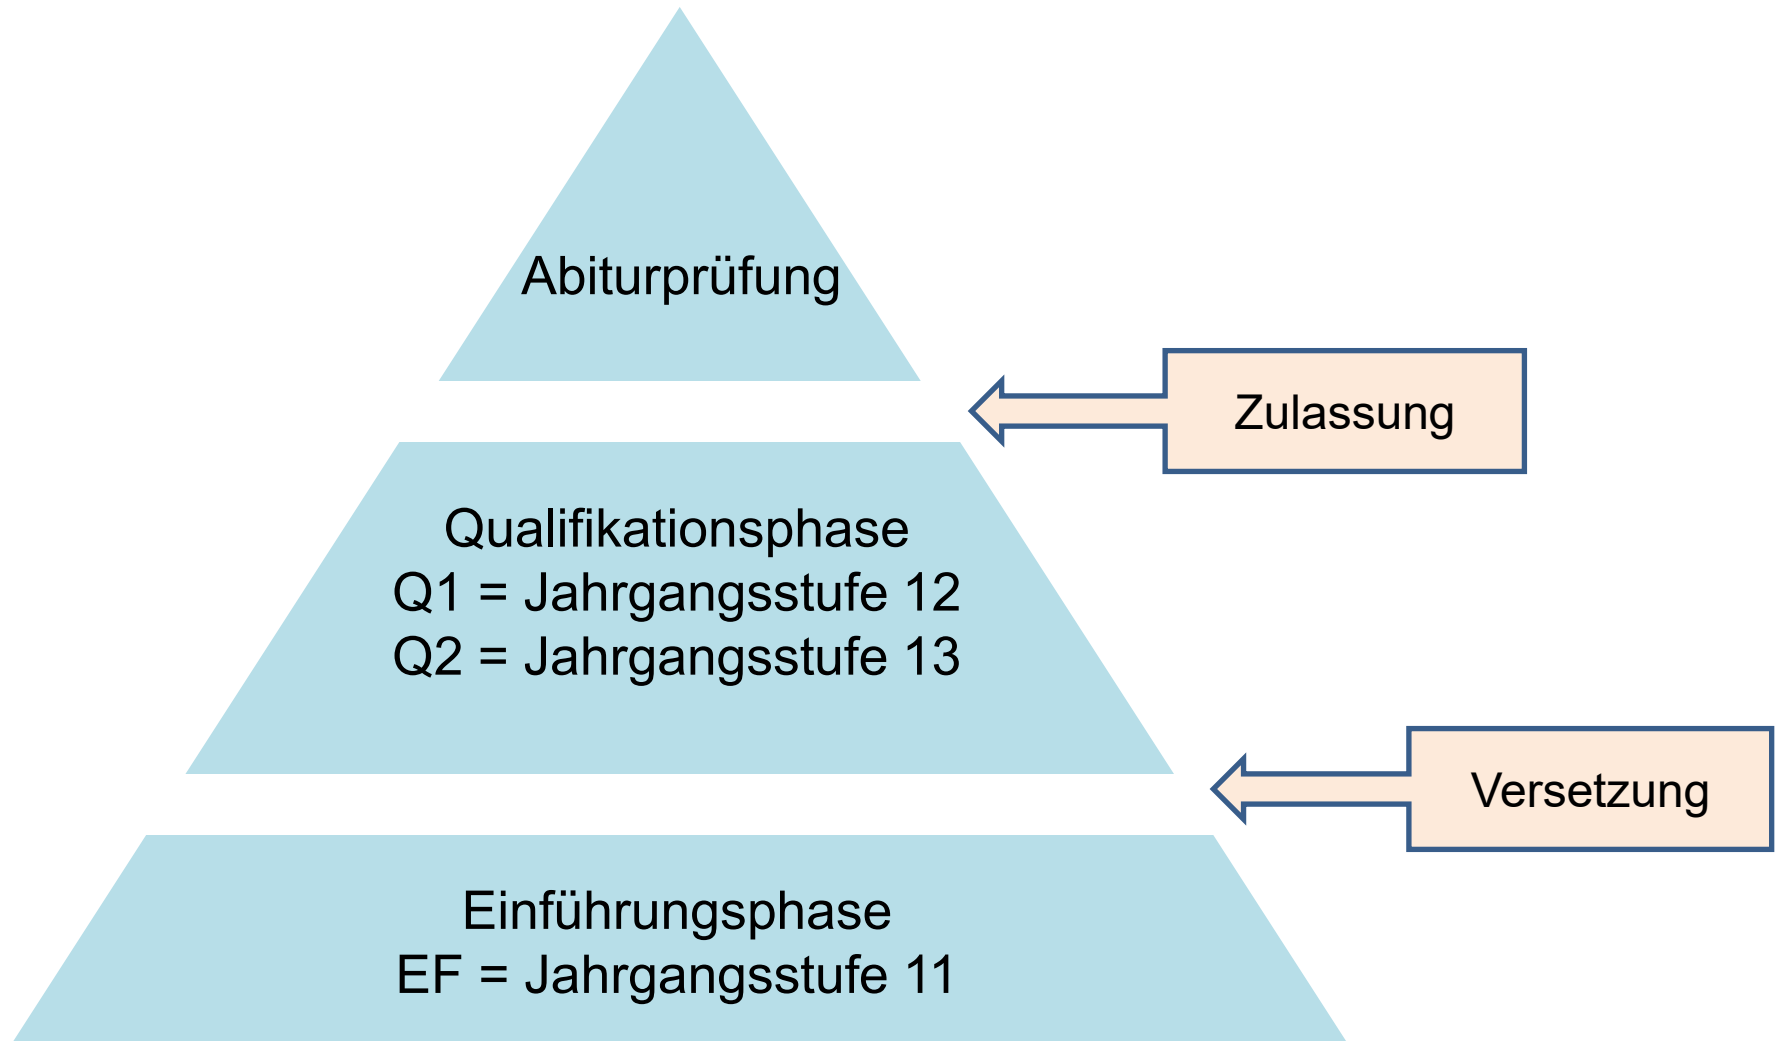 Abiturprüfung
Zulassung
Qualifikationsphase
Q1 = Jahrgangsstufe 12
Q2 = Jahrgangsstufe 13
Versetzung
Einführungsphase
EF = Jahrgangsstufe 11